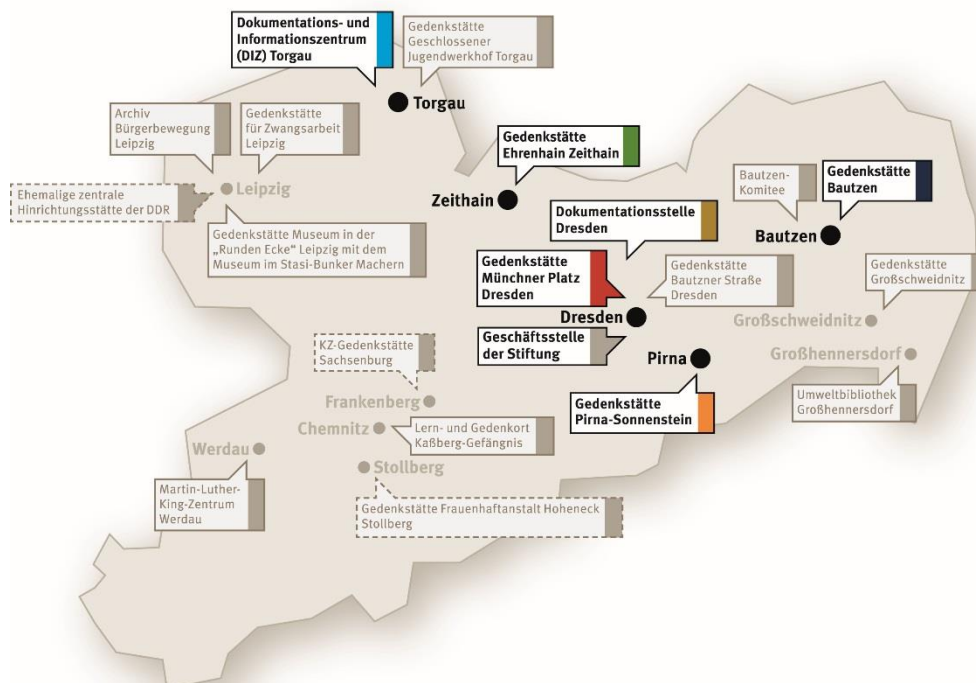 Dokumentations- und
Informationszentrum
(DIZ) Torgau
Gedenkstätte
Geschlossener
Jugendwerkhof Torgau
Torgau
Archiv
Bürgerbewegung
Leipzig
Gedenkstätte
für Zwangsarbeit
Leipzig
Leipzig
Ehemalige zentrale
Hinrichtungsstätte der DDR
Gedenkstätte Museum in der
„Runden Ecke“ Leipzig mit dem
Museum im Stasi-Bunker Machern
Gedenkstätte
Ehrenhain Zeithain
Zeithain
Dokumentationsstelle
Dresden
Bautzen-
Komitee
Gedenkstätte
Bautzen
Bautzen
Gedenkstätte
Münchner Platz
Dresden
Gedenkstätte
Bautzner Straße
Dresden
Gedenkstätte
Großschweidnitz
Dresden
Großschweidnitz
Geschäftsstelle
der Stiftung
Pirna
Großhennersdorf
KZ-Gedenkstätte
Sachsenburg
Frankenberg
Gedenkstätte
Pirna-Sonnenstein
Umweltbibliothek
Großhennersdorf
Chemnitz
Lern- und Gedenkort
Kaßberg-Gefängnis
Werdau
Stollberg
Martin-Luther-
King-Zentrum
Werdau
Gedenkstätte Frauenhaftanstalt Hoheneck
Stollberg